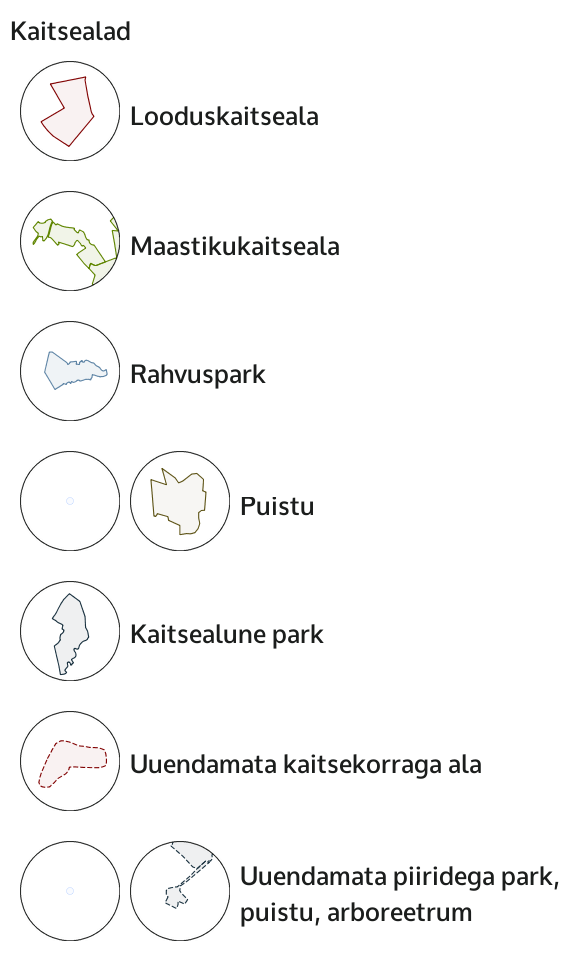 Kaitsealad
Looduskaitseala
Maastikukaitseala
Rahvuspark
Puistu
Kaitsealune park
Uuendamata kaitsekorraga ala
Uuendamata piiridega park,
puistu, arboreetrum